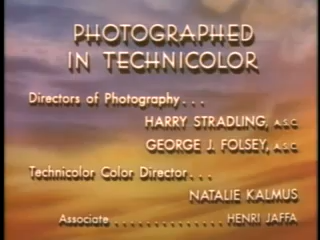 PHOTOGRAPHED
IN TECHNICOLOR
Directors of Photography...
HARRY STRADLING, A.S.C.
GEORGE J. FOLSEY, A.S.C.
Technicolor Color Director...
NATALIE KALMUS
Associate ............... HENRI JAFFA